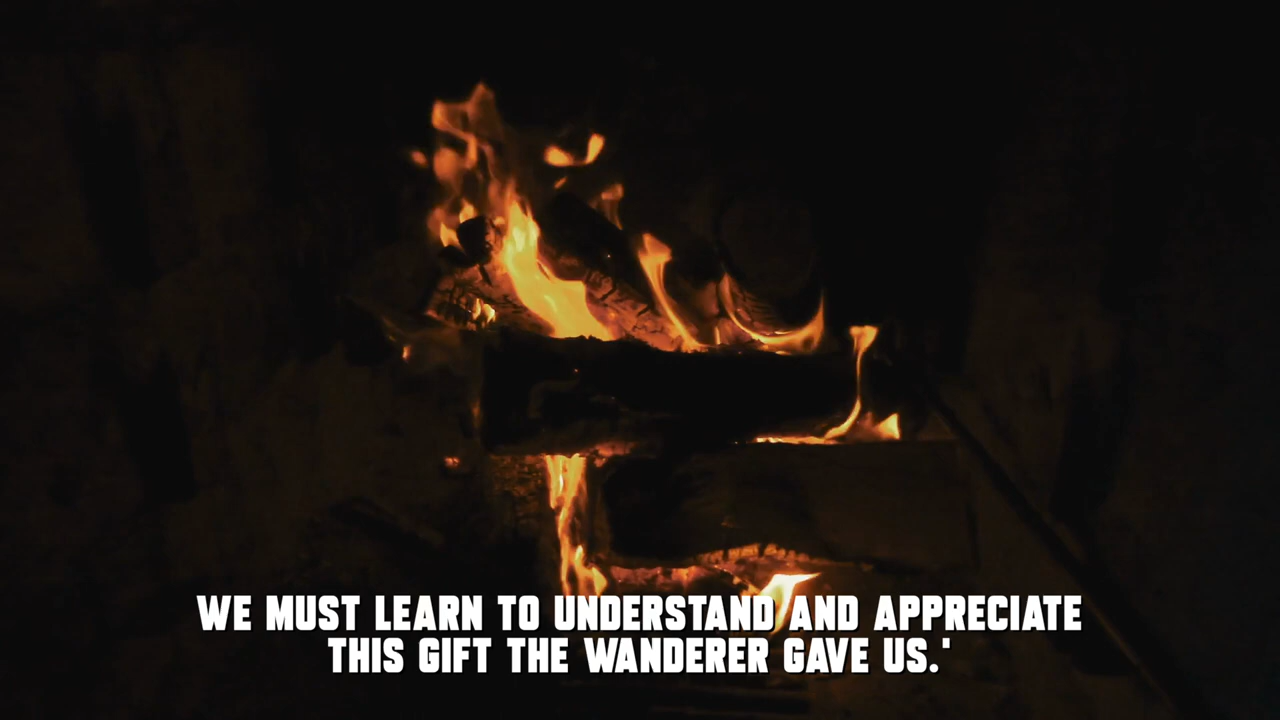 WE MUST LEARN TO UNDERSTAND AND APPRECIATE
THIS GIFT THE WANDERER GAVE US.'